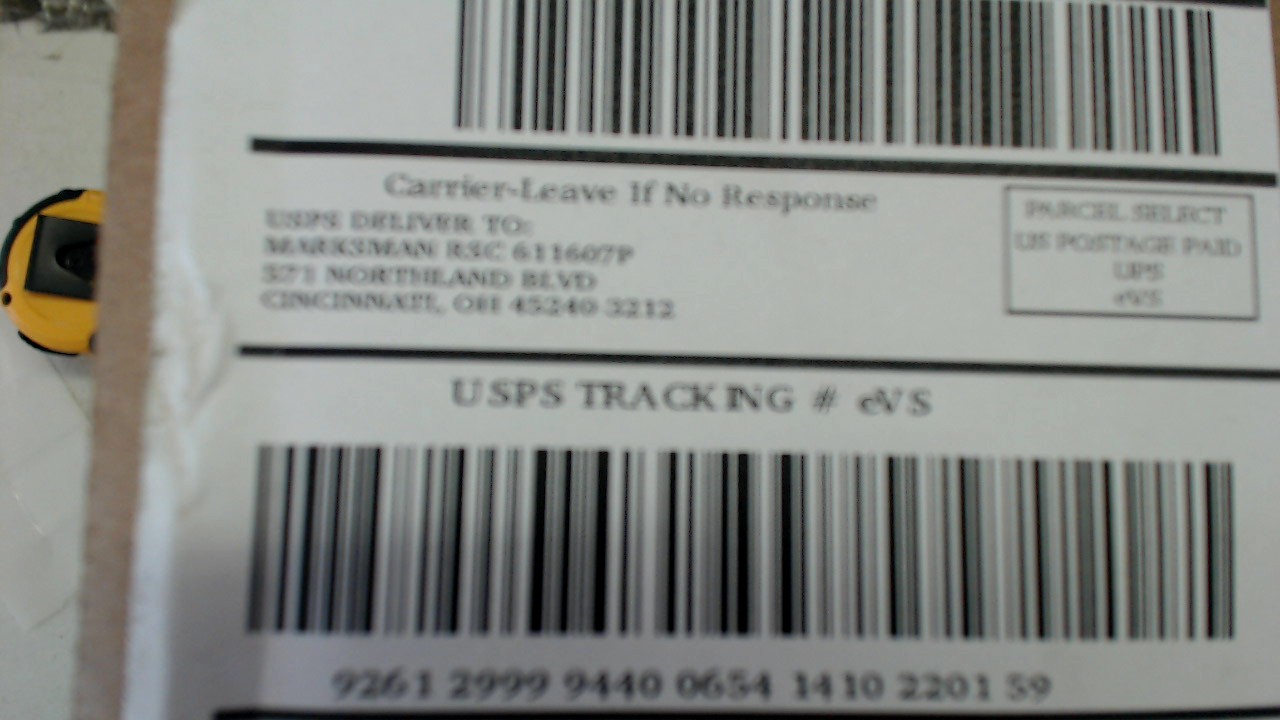 Carrier-Leave If No Response
USPS DELIVER TO:
MARKSMAN RSC 611607P
571 NORTHLAND BLVD
CINCINNATI, OH 45240 3212
PARCEL SELECT
US POSTAGE PAID
UPS
eVS
USPS TRACKING # eVS
9261 2999 9440 0654 1410 2201 59